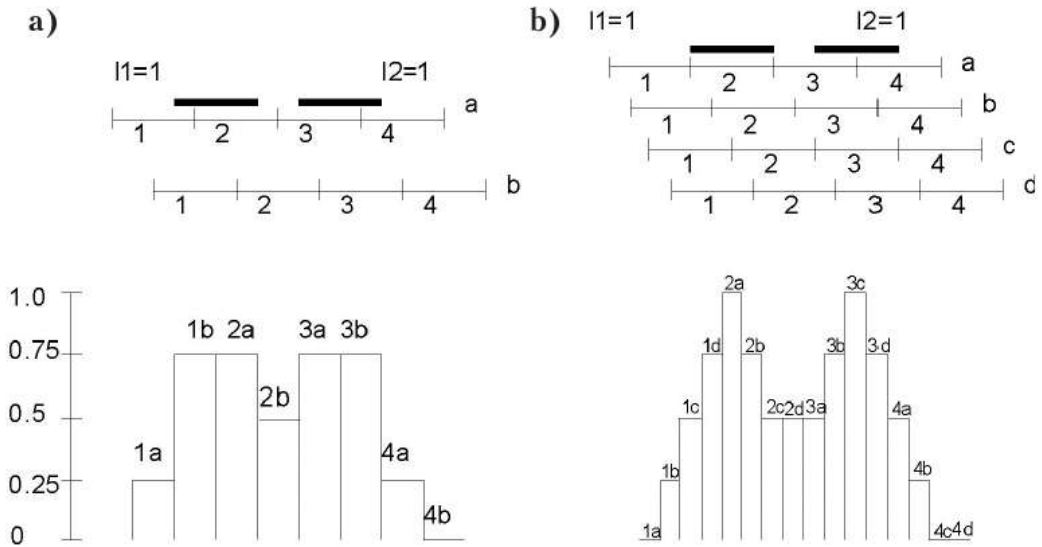 a)
I1=1 I2=1
a
1 2 3 4
b
1 2 3 4
1.0
0.75
0.5
0.25
0
1a 1b 2a 2b 3a 3b 4a 4b
b)
I1=1 I2=1
a
1 2 3 4
b
1 2 3 4
c
1 2 3 4
d
1 2 3 4
1a 1b 1c 1d 2a 2b 2c 2d 3a 3b 3c 3d 4a 4b 4c 4d